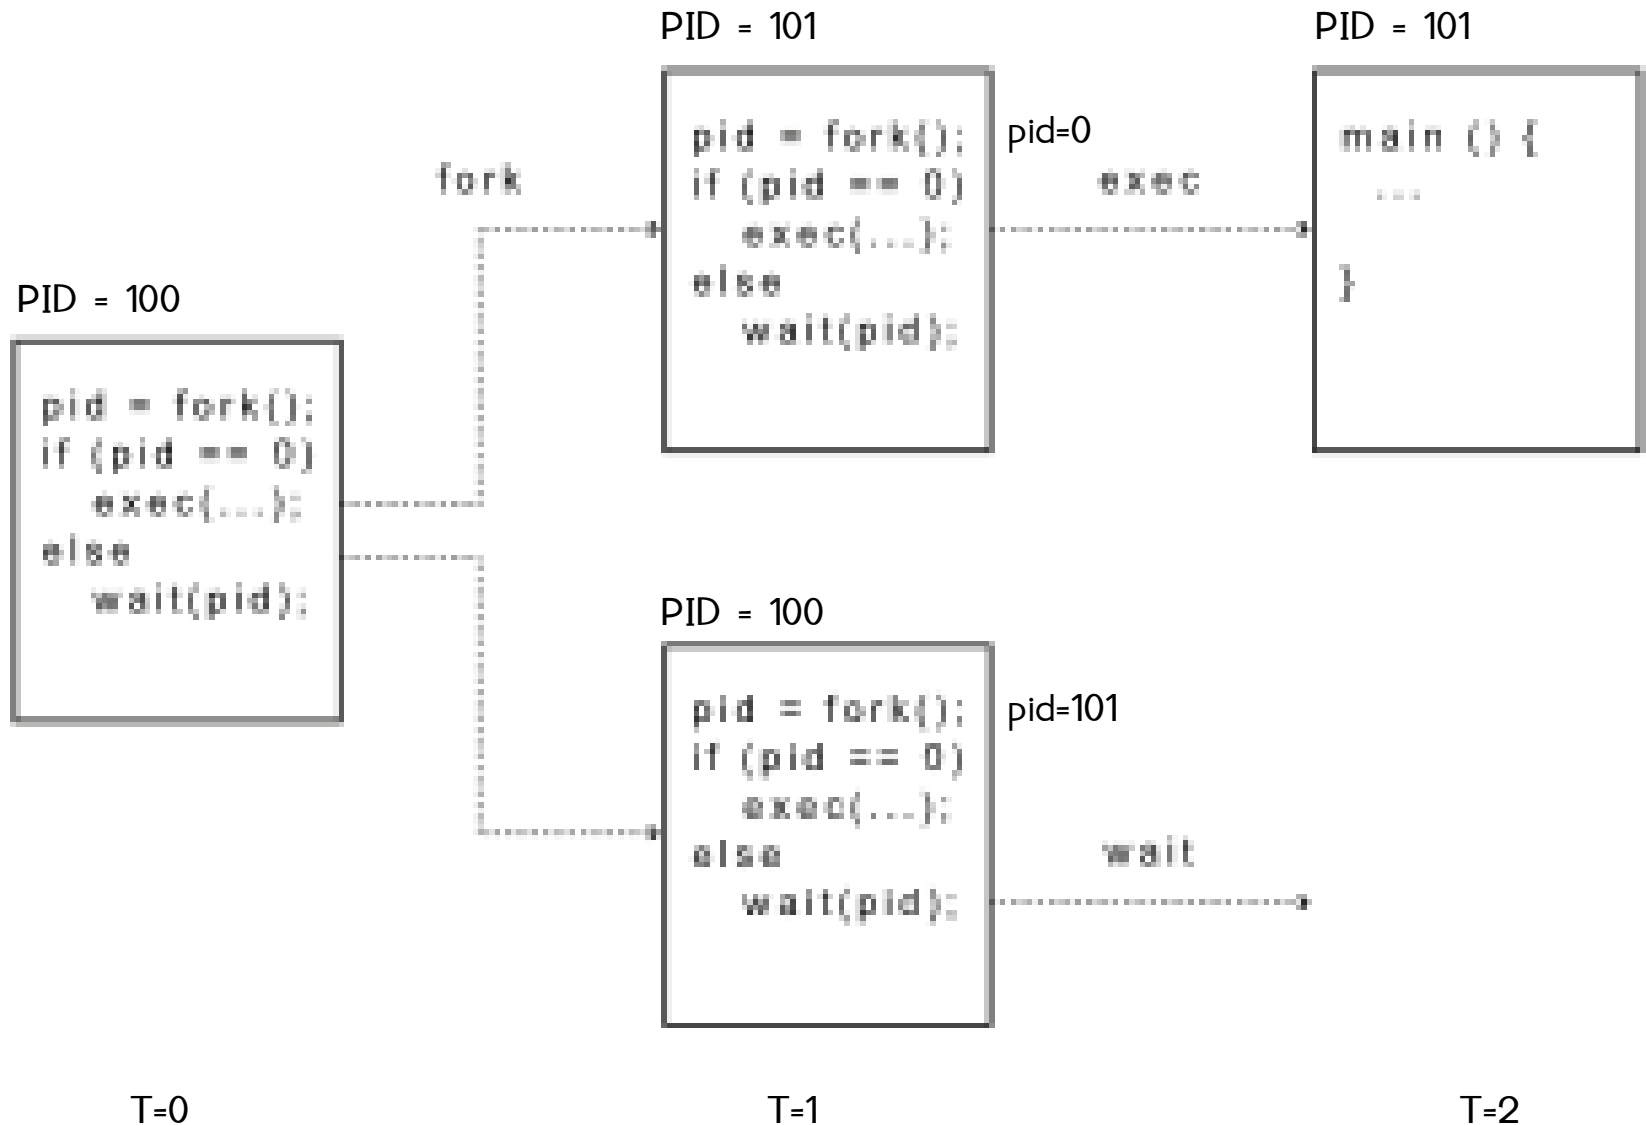 PID = 100
pid = fork();
if (pid == 0)
exec(...);
else
wait(pid);
fork
PID = 101
pid = fork();
if (pid == 0)
exec(...);
else
wait(pid);
pid=0
exec
PID = 101
main () {
...
}
PID = 100
pid = fork();
if (pid == 0)
exec(...);
else
wait(pid);
pid=101
wait
T=0
T=1
T=2